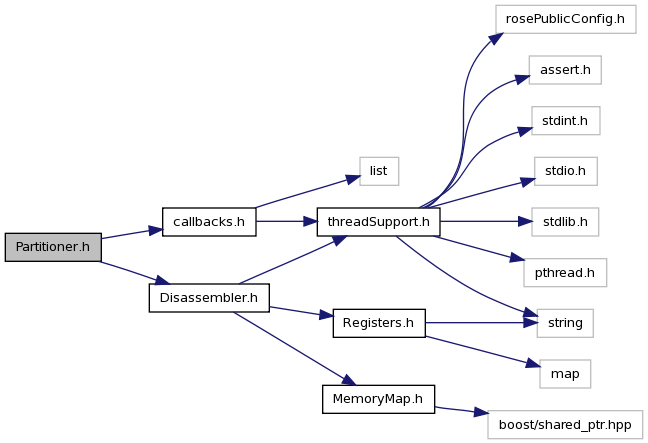 rosePublicConfig.h
assert.h
stdint.h
list
stdio.h
callbacks.h
threadSupport.h
stdlib.h
Partitioner.h
pthread.h
Disassembler.h
Registers.h
string
map
MemoryMap.h
boost/shared_ptr.hpp